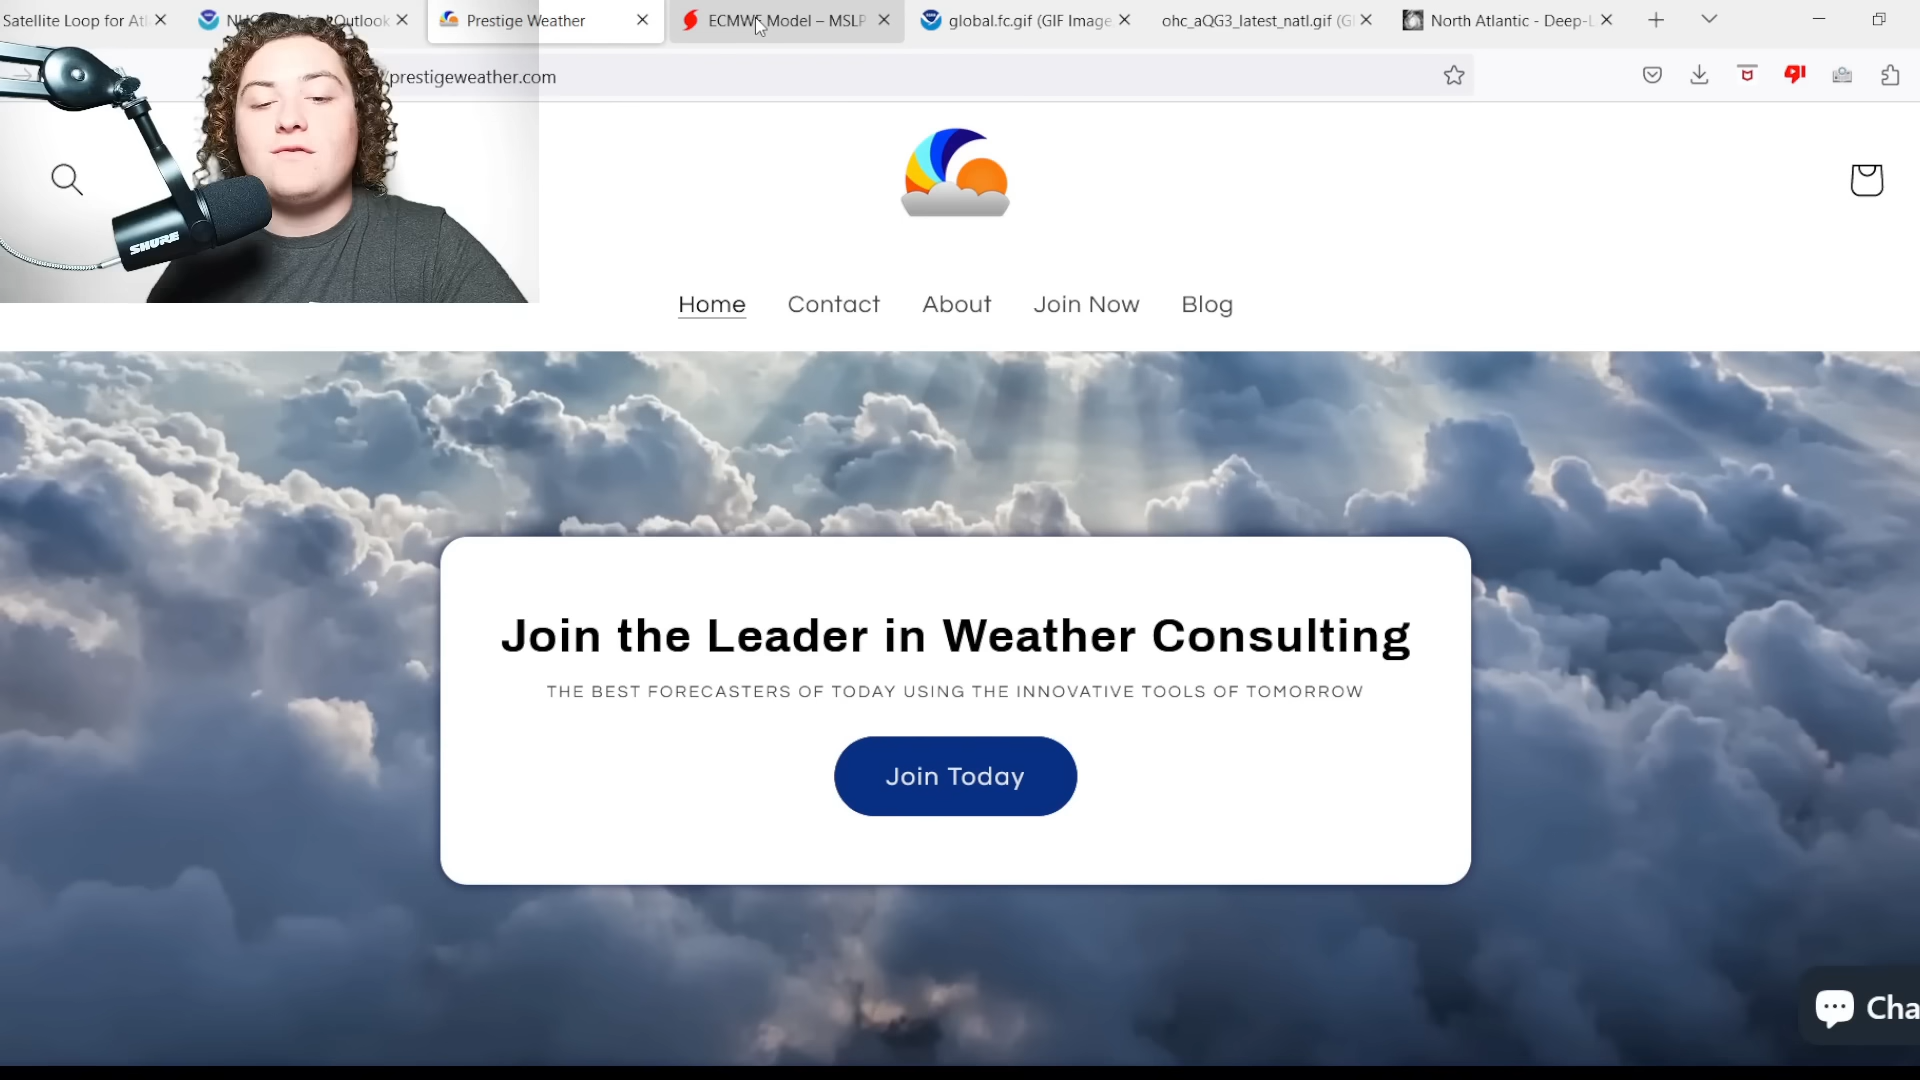 Satellite Loop for Atl
Outlook
Prestige Weather
ECMWF Model – MSLP
global.fc.gif (GIF Image
ohc_aQG3_latest_natl.gif (G
North Atlantic - Deep-L
prestigeweather.com
SHURE
Home
Contact
About
Join Now
Blog
Join the Leader in Weather Consulting
THE BEST FORECASTERS OF TODAY USING THE INNOVATIVE TOOLS OF TOMORROW
Join Today
Cha